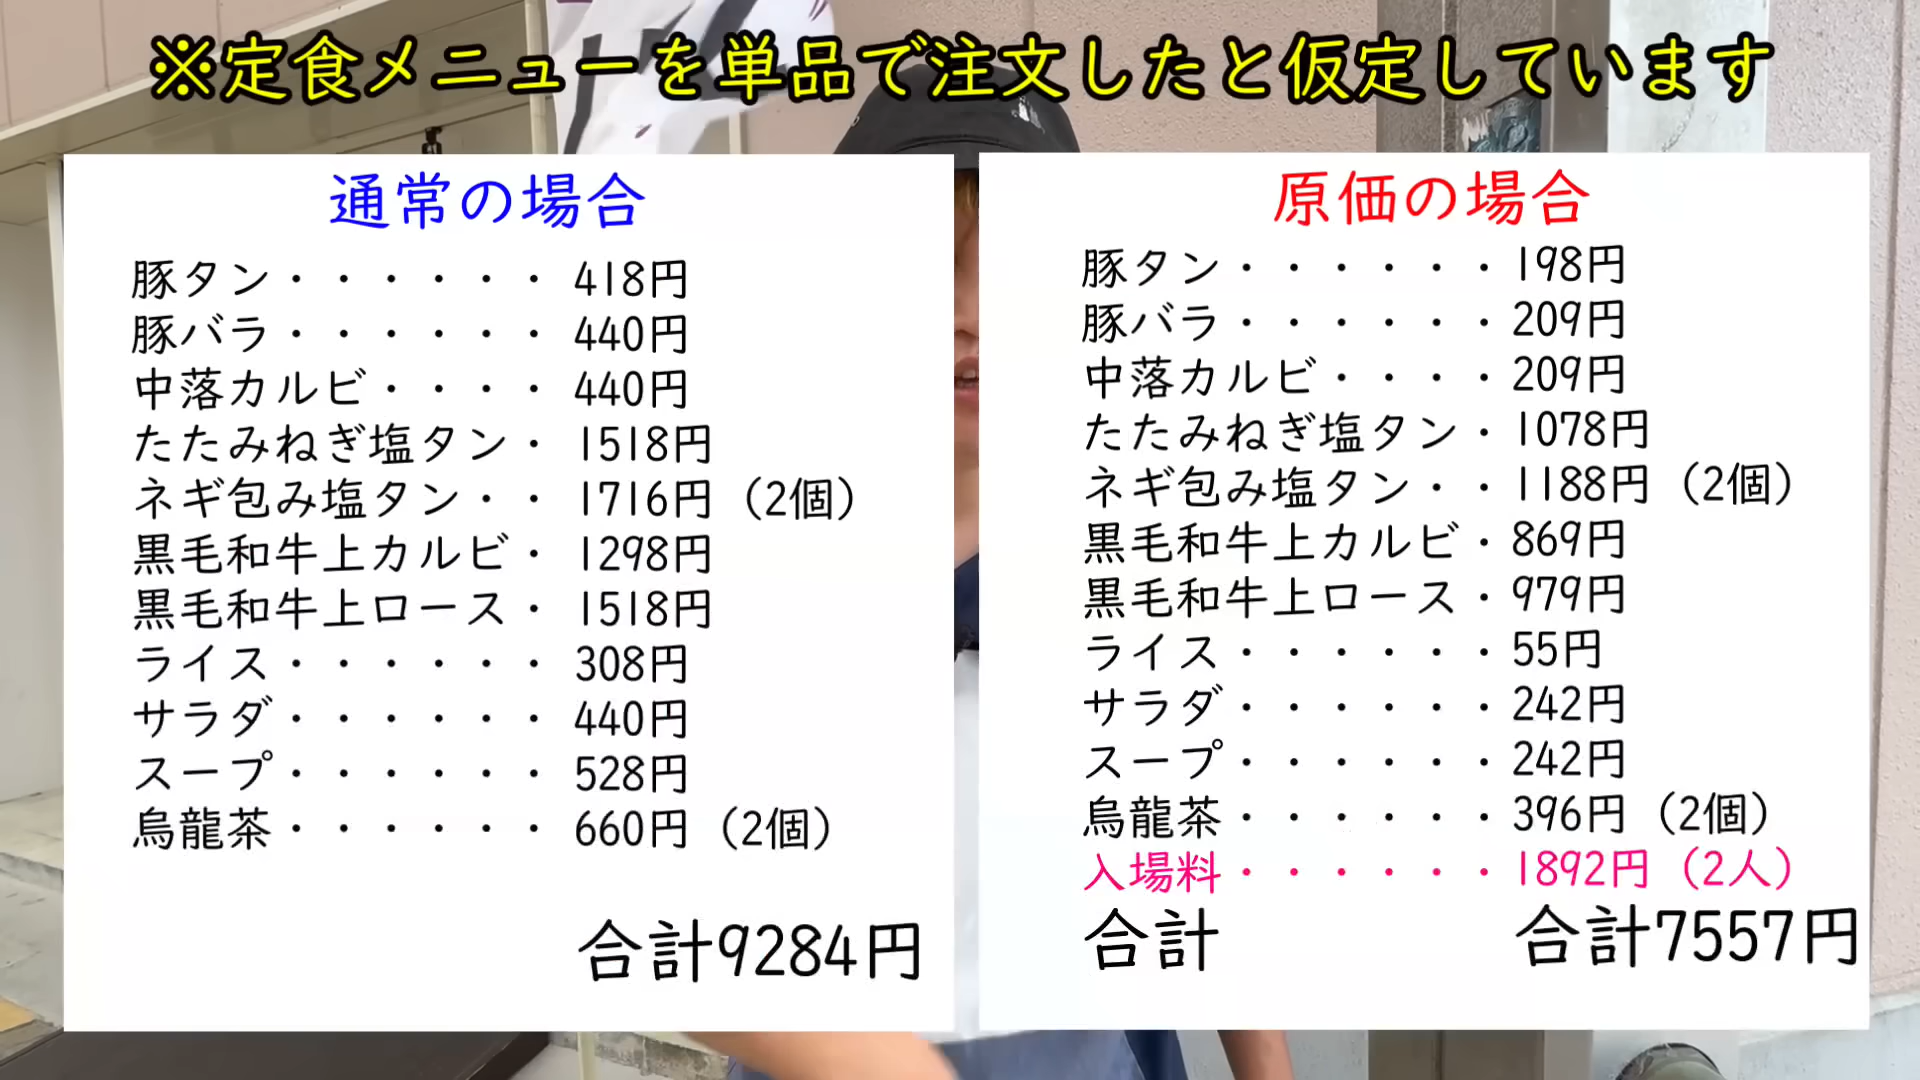 ※定食メニューを単品で注文したと仮定しています
通常の場合
豚タン・・・・・・418円
豚バラ・・・・・・440円
中落カルビ・・・・440円
たたみねぎ塩タン・1518円
ネギ包み塩タン・・1716円（2個）
黒毛和牛上カルビ・1298円
黒毛和牛上ロース・1518円
ライス・・・・・・308円
サラダ・・・・・・440円
スープ・・・・・・528円
烏龍茶・・・・・・660円（2個）
合計9284円
原価の場合
豚タン・・・・・・198円
豚バラ・・・・・・209円
中落カルビ・・・・209円
たたみねぎ塩タン・1078円
ネギ包み塩タン・・1188円（2個）
黒毛和牛上カルビ・869円
黒毛和牛上ロース・979円
ライス・・・・・・55円
サラダ・・・・・・242円
スープ・・・・・・242円
烏龍茶・・・・・・396円（2個）
入場料・・・・・・1892円（2人）
合計 合計7557円